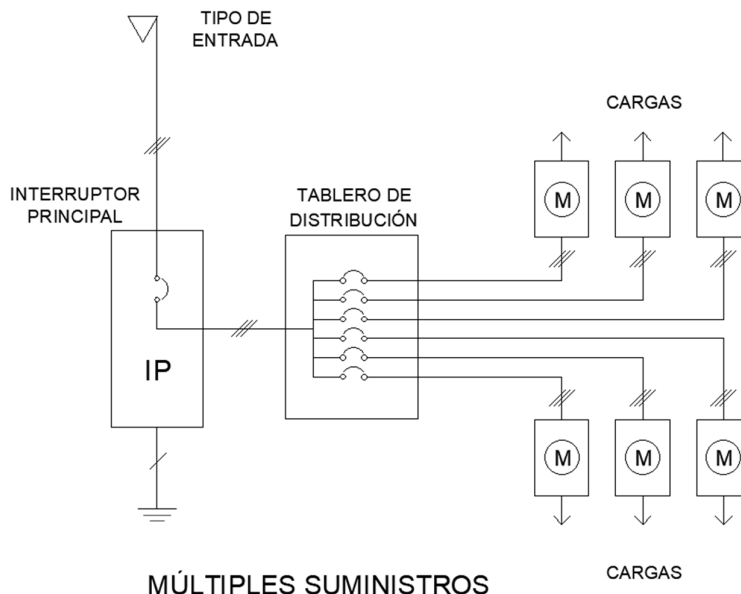 TIPO DE
ENTRADA
CARGAS
INTERRUPTOR
PRINCIPAL
TABLERO DE
DISTRIBUCIÓN
M
M
M
IP
M
M
M
MÚLTIPLES SUMINISTROS
CARGAS